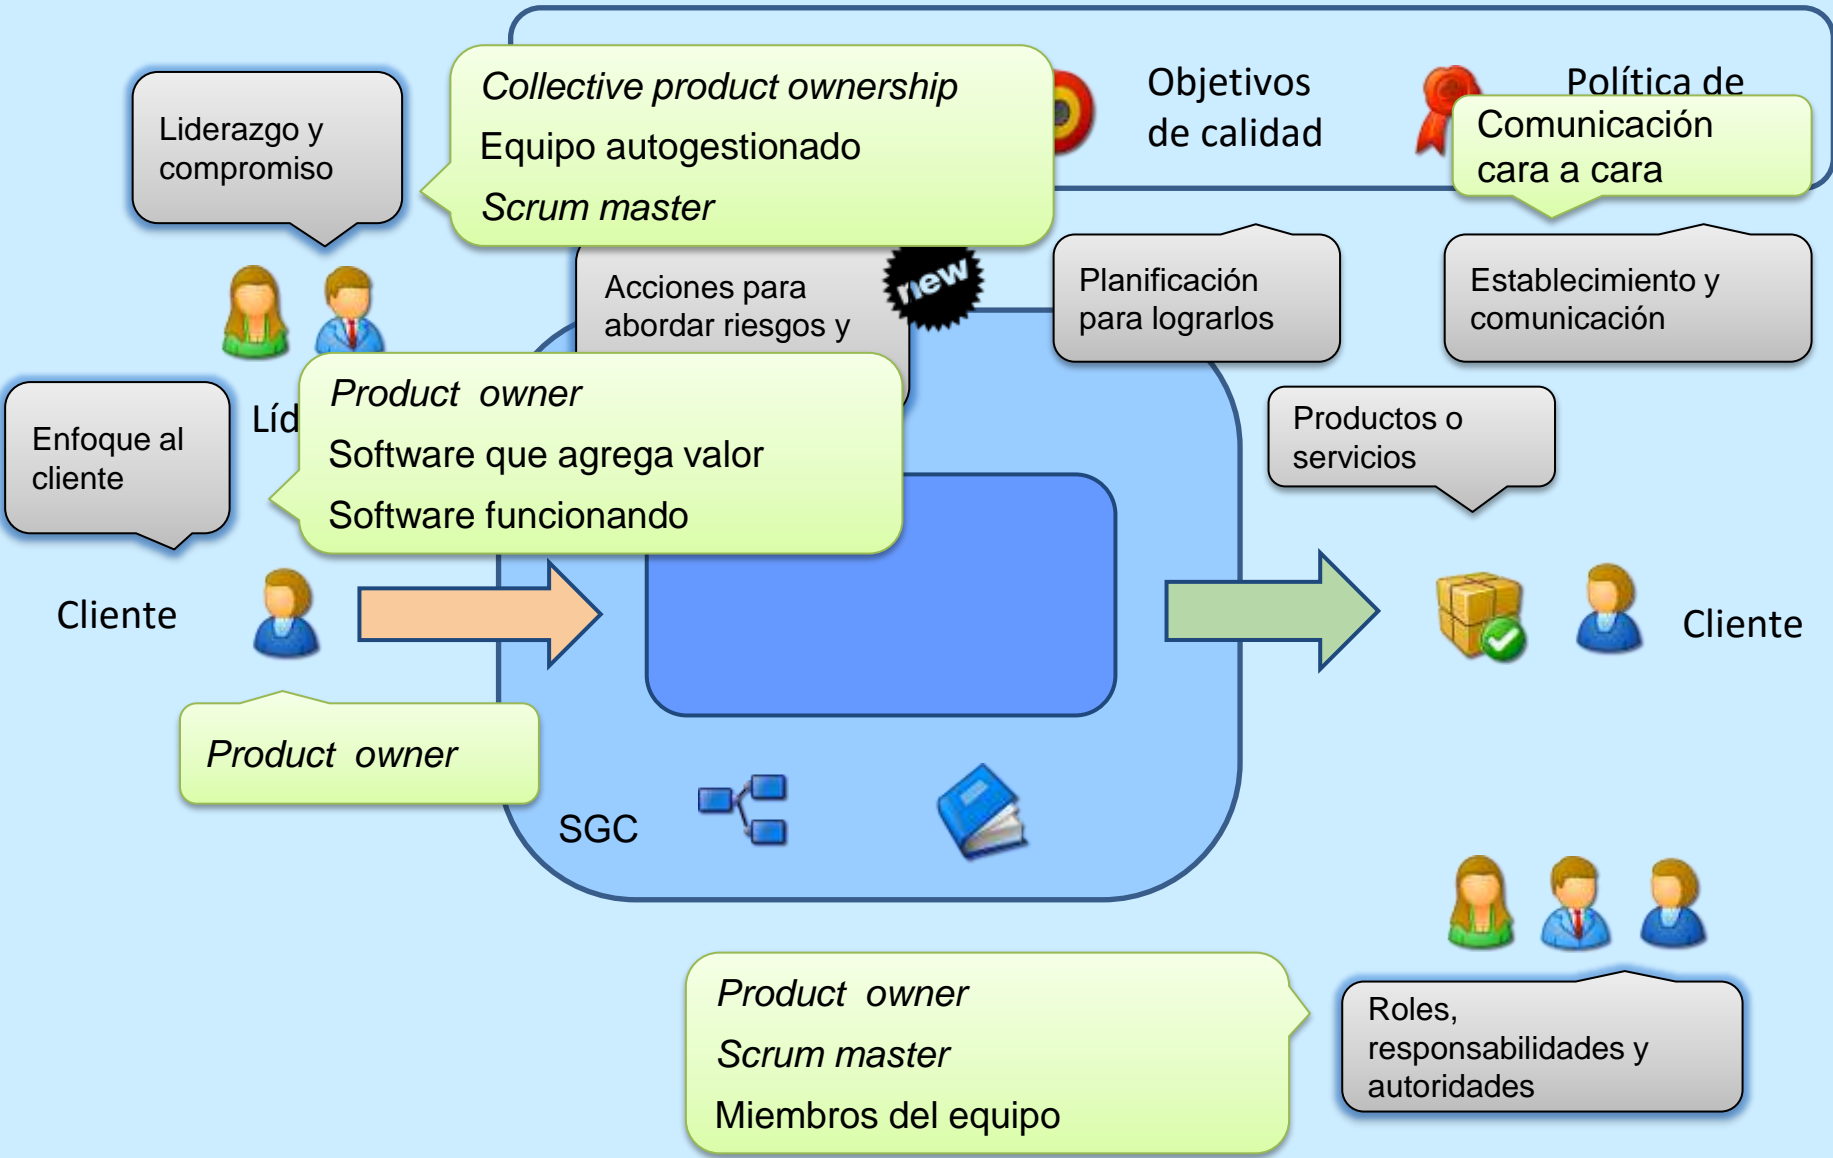 Collective product ownership
Equipo autogestionado
Scrum master
Objetivos
de calidad
Política de
Comunicación
cara a cara
Liderazgo y
compromiso
Acciones para
abordar riesgos y
new
Planificación
para lograrlos
Establecimiento y
comunicación
Enfoque al
cliente
Líd
Product owner
Software que agrega valor
Software funcionando
Productos o
servicios
Cliente
Cliente
Product owner
SGC
Product owner
Scrum master
Miembros del equipo
Roles,
responsabilidades y
autoridades